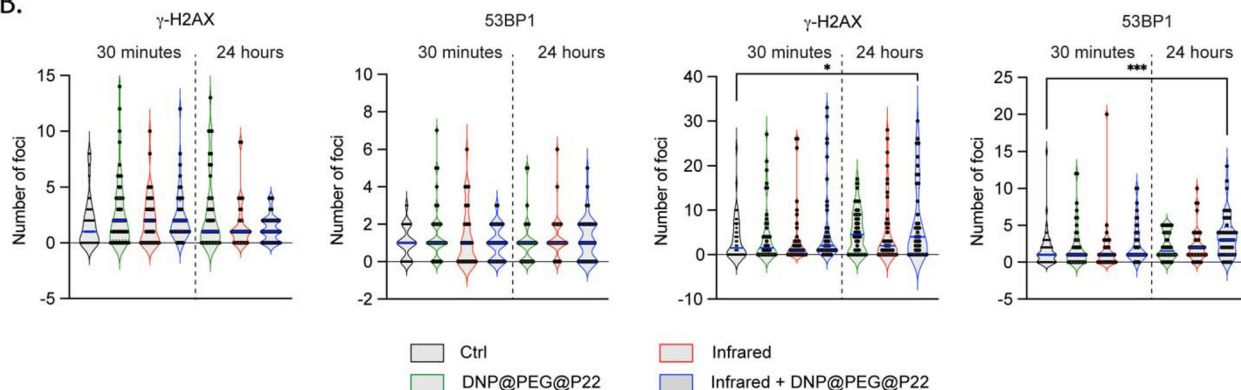 B.
γ-H2AX
30 minutes
24 hours
Number of foci
15
10
5
0
-5
53BP1
30 minutes
24 hours
Number of foci
10
8
6
4
2
0
-2
γ-H2AX
30 minutes
24 hours
*
Number of foci
40
30
20
10
0
-10
53BP1
30 minutes
24 hours
***
Number of foci
25
20
15
10
5
0
-5
Ctrl
DNP@PEG@P22
Infrared
Infrared + DNP@PEG@P22